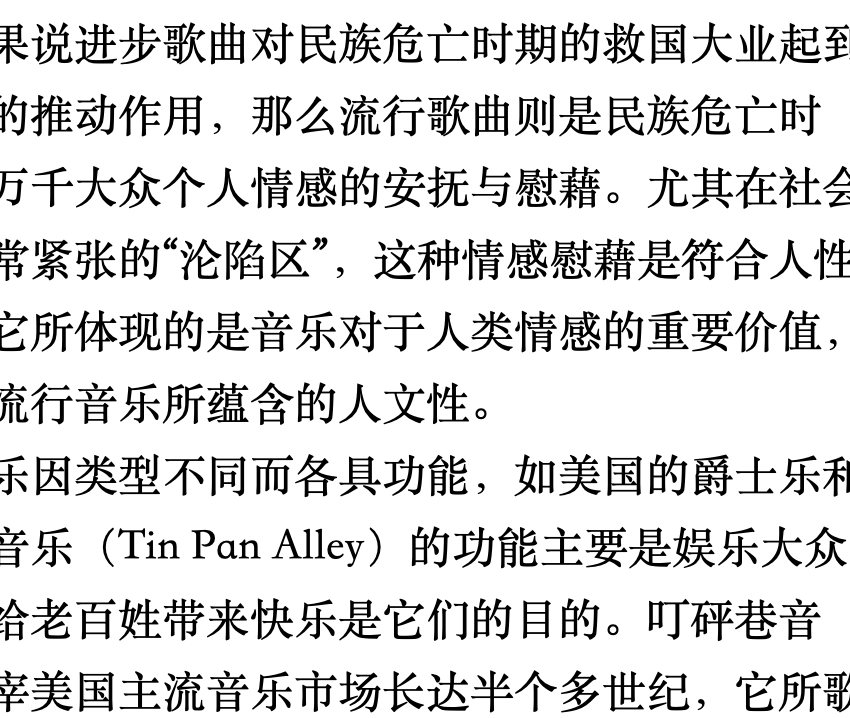 果说进步歌曲对民族危亡时期的救国大业起到
的推动作用，那么流行歌曲则是民族危亡时
万千大众个人情感的安抚与慰藉。尤其在社会
常紧张的“沦陷区”，这种情感慰藉是符合人性
它所体现的是音乐对于人类情感的重要价值，
流行音乐所蕴含的人文性。
乐因类型不同而各具功能，如美国的爵士乐和
音乐（Tin Pan Alley）的功能主要是娱乐大众
给老百姓带来快乐是它们的目的。叮砰巷音
宰美国主流音乐市场长达半个多世纪，它所歌